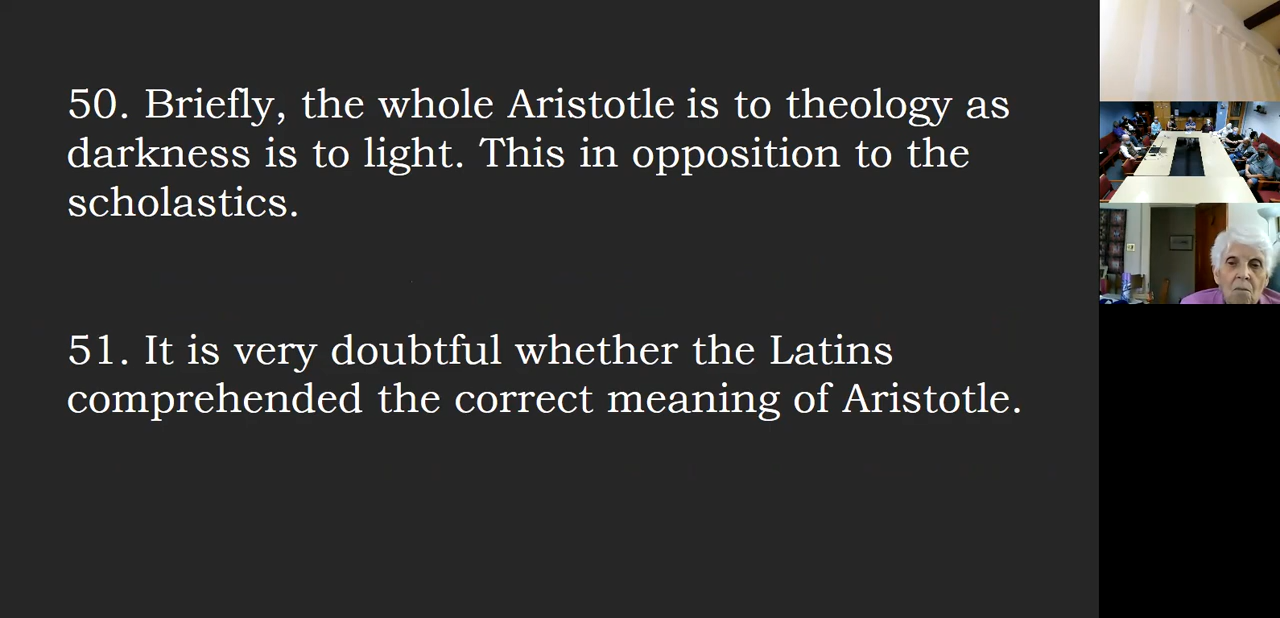 50. Briefly, the whole Aristotle is to theology as
darkness is to light. This in opposition to the
scholastics.
51. It is very doubtful whether the Latins
comprehended the correct meaning of Aristotle.